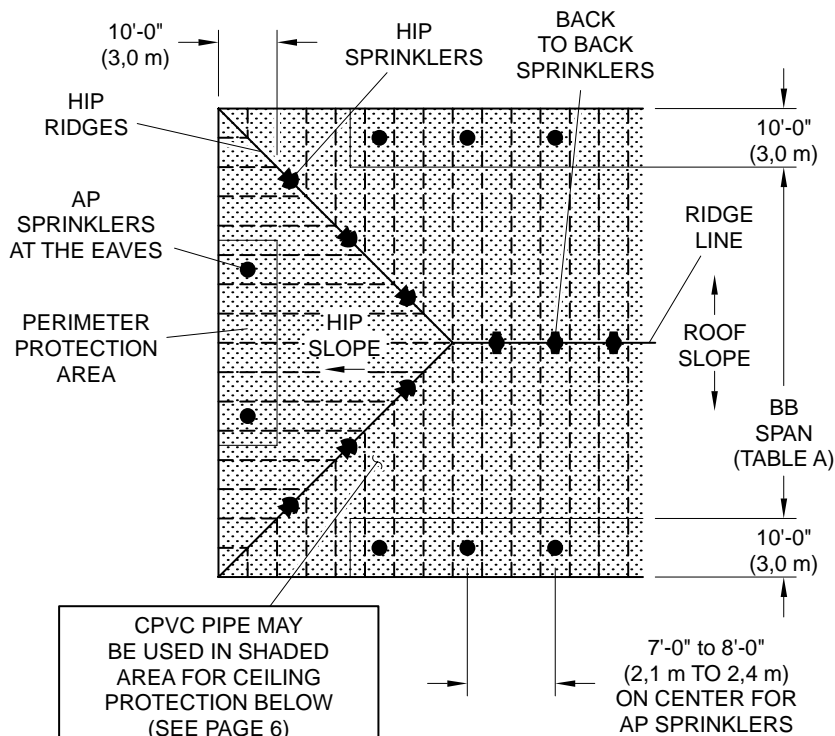 10'-0"
(3,0 m)
HIP
SPRINKLERS
BACK
TO BACK
SPRINKLERS
HIP
RIDGES
10'-0"
(3,0 m)
AP
SPRINKLERS
AT THE EAVES
RIDGE
LINE
PERIMETER
PROTECTION
AREA
HIP
SLOPE
ROOF
SLOPE
BB
SPAN
(TABLE A)
10'-0"
(3,0 m)
CPVC PIPE MAY
BE USED IN SHADED
AREA FOR CEILING
PROTECTION BELOW
(SEE PAGE 6)
7'-0" to 8'-0"
(2,1 m TO 2,4 m)
ON CENTER FOR
AP SPRINKLERS